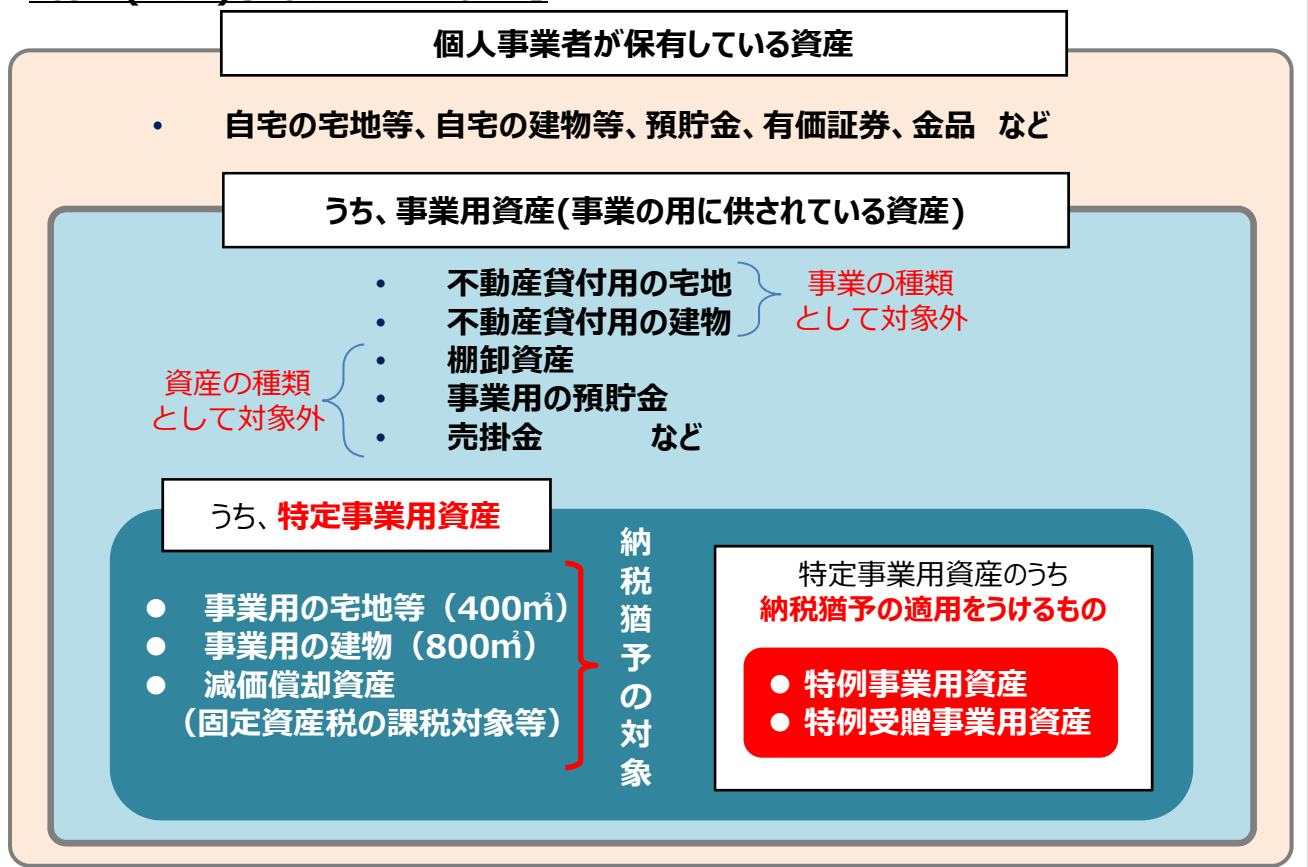 個人事業者が保有している資産
・ 自宅の宅地等、自宅の建物等、預貯金、有価証券、金品 など
うち、事業用資産(事業の用に供されている資産)
・ 不動産貸付用の宅地
・ 不動産貸付用の建物
事業の種類
として対象外
・ 棚卸資産
・ 事業用の預貯金
・ 売掛金 など
資産の種類
として対象外
うち、特定事業用資産
● 事業用の宅地等（400㎡）
● 事業用の建物（800㎡）
● 減価償却資産
（固定資産税の課税対象等）
納税猶予の対象
特定事業用資産のうち
納税猶予の適用をうけるもの
● 特例事業用資産
● 特例受贈事業用資産